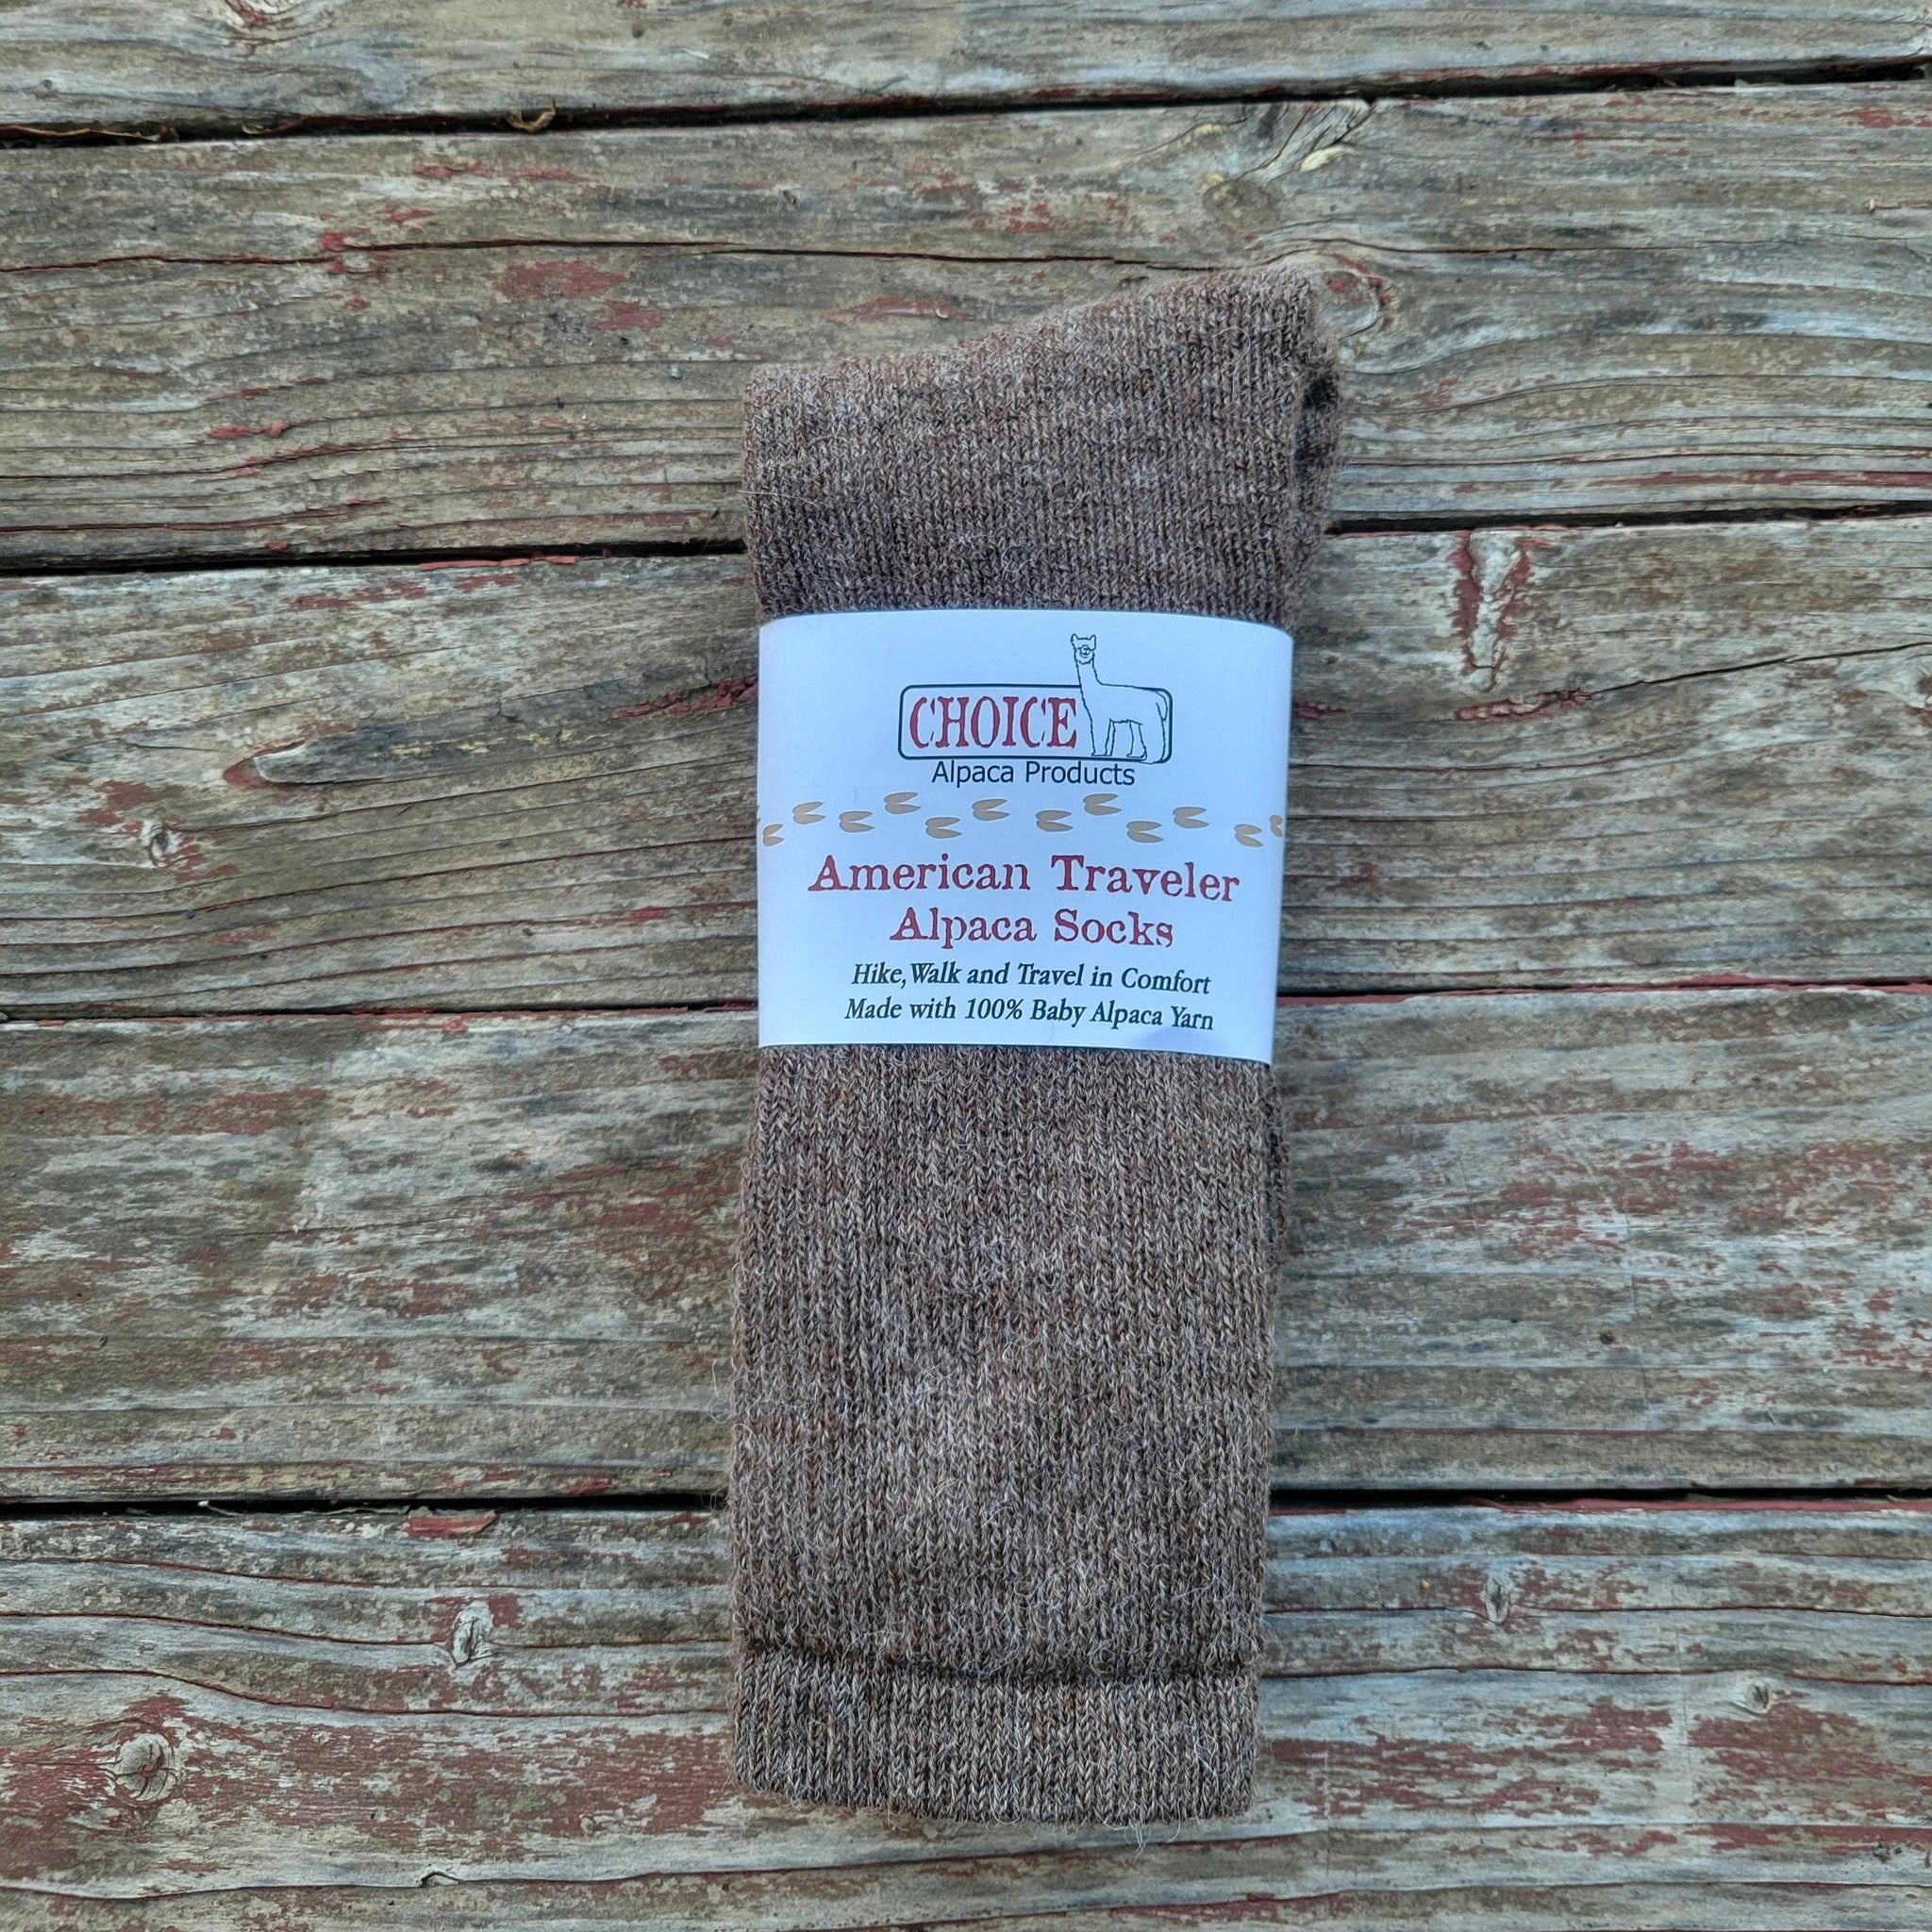 CHOICE
Alpaca Products
American Traveler
Alpaca Socks
Hike, Walk and Travel in Comfort
Made with 100% Baby Alpaca Yarn